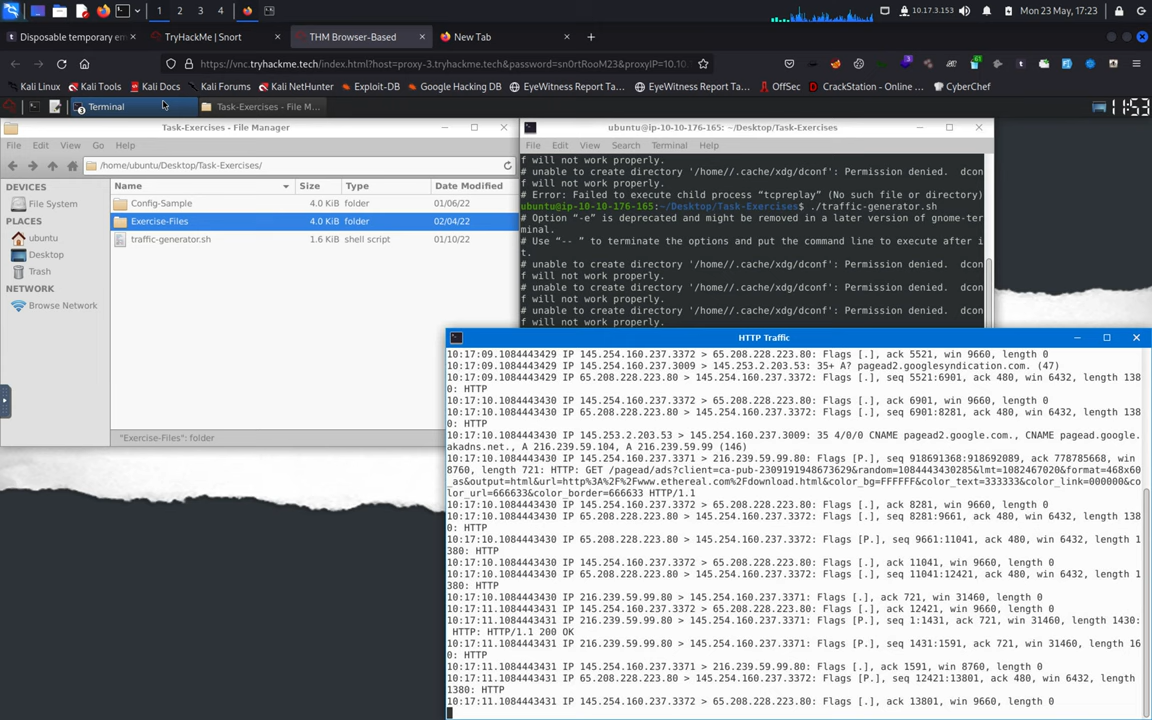 1 2 3 4
10.17.3.153
Mon 23 May, 17:23
Disposable temporary em
TryHackMe | Snort
THM Browser-Based
New Tab
https://vnc.tryhackme.tech/index.html?host=proxy-3.tryhackme.tech&password=sn0rtRooM23&proxyIP=10.10.
Kali Linux
Kali Tools
Kali Docs
Kali Forums
Kali NetHunter
Exploit-DB
Google Hacking DB
EyeWitness Report Ta…
EyeWitness Report Ta…
OffSec
CrackStation - Online …
CyberChef
3 Terminal
Task-Exercises - File M...
11:53
Task-Exercises - File Manager
File Edit View Go Help
/home/ubuntu/Desktop/Task-Exercises/
DEVICES
File System
ubuntu
Desktop
Trash
NETWORK
Browse Network
Name Size Type Date Modified
Config-Sample 4.0 KiB folder 01/06/22
Exercise-Files 4.0 KiB folder 02/04/22
traffic-generator.sh 1.6 KiB shell script 01/10/22
"Exercise-Files": folder
ubuntu@ip-10-10-176-165: ~/Desktop/Task-Exercises
File Edit View Search Terminal Help
f will not work properly.
# unable to create directory '/home//.cache/xdg/dconf': Permission denied.  dcon
f will not work properly.
# Error: Failed to execute child process “tcpreplay” (No such file or directory)
ubuntu@ip-10-10-176-165:~/Desktop/Task-Exercises$ ./traffic-generator.sh
# Option “-e” is deprecated and might be removed in a later version of gnome-ter
minal.
# Use “-- ” to terminate the options and put the command line to execute after i
t.
# unable to create directory '/home//.cache/xdg/dconf': Permission denied.  dcon
f will not work properly.
# unable to create directory '/home//.cache/xdg/dconf': Permission denied.  dcon
f will not work properly.
# unable to create directory '/home//.cache/xdg/dconf': Permission denied.  dcon
f will not work properly.
HTTP Traffic
10:17:09.1084443429 IP 145.254.160.237.3372 > 65.208.228.223.80: Flags [.], ack 5521, win 9660, length 0
10:17:09.1084443429 IP 145.254.160.237.3009 > 145.253.2.203.53: 35+ A? pagead2.googlesyndication.com. (47)
10:17:09.1084443429 IP 65.208.228.223.80 > 145.254.160.237.3372: Flags [.], seq 5521:6901, ack 480, win 6432, length 138
0: HTTP
10:17:10.1084443430 IP 145.254.160.237.3372 > 65.208.228.223.80: Flags [.], ack 6901, win 9660, length 0
10:17:10.1084443430 IP 65.208.228.223.80 > 145.254.160.237.3372: Flags [.], seq 6901:8281, ack 480, win 6432, length 138
0: HTTP
10:17:10.1084443430 IP 145.253.2.203.53 > 145.254.160.237.3009: 35 4/0/0 CNAME pagead2.google.com., CNAME pagead.google.
akadns.net., A 216.239.59.104, A 216.239.59.99 (146)
10:17:10.1084443430 IP 145.254.160.237.3371 > 216.239.59.99.80: Flags [P.], seq 918691368:918692089, ack 778785668, win
8760, length 721: HTTP: GET /pagead/ads?client=ca-pub-2309191948673629&random=1084443430285&lmt=1082467020&format=468x60
_as&output=html&url=http%3A%2F%2Fwww.ethereal.com%2Fdownload.html&color_bg=FFFFFF&color_text=333333&color_link=000000&co
lor_url=666633&color_border=666633 HTTP/1.1
10:17:10.1084443430 IP 145.254.160.237.3372 > 65.208.228.223.80: Flags [.], ack 8281, win 9660, length 0
10:17:10.1084443430 IP 65.208.228.223.80 > 145.254.160.237.3372: Flags [.], seq 8281:9661, ack 480, win 6432, length 138
0: HTTP
10:17:10.1084443430 IP 65.208.228.223.80 > 145.254.160.237.3372: Flags [P.], seq 9661:11041, ack 480, win 6432, length 1
380: HTTP
10:17:10.1084443430 IP 145.254.160.237.3372 > 65.208.228.223.80: Flags [.], ack 11041, win 9660, length 0
10:17:10.1084443430 IP 65.208.228.223.80 > 145.254.160.237.3372: Flags [.], seq 11041:12421, ack 480, win 6432, length 1
380: HTTP
10:17:10.1084443430 IP 216.239.59.99.80 > 145.254.160.237.3371: Flags [.], ack 721, win 31460, length 0
10:17:11.1084443431 IP 145.254.160.237.3372 > 65.208.228.223.80: Flags [.], ack 12421, win 9660, length 0
10:17:11.1084443431 IP 216.239.59.99.80 > 145.254.160.237.3371: Flags [P.], seq 1:1431, ack 721, win 31460, length 1430:
 HTTP: HTTP/1.1 200 OK
10:17:11.1084443431 IP 216.239.59.99.80 > 145.254.160.237.3371: Flags [P.], seq 1431:1591, ack 721, win 31460, length 16
0: HTTP
10:17:11.1084443431 IP 145.254.160.237.3371 > 216.239.59.99.80: Flags [.], ack 1591, win 8760, length 0
10:17:11.1084443431 IP 65.208.228.223.80 > 145.254.160.237.3372: Flags [P.], seq 12421:13801, ack 480, win 6432, length
1380: HTTP
10:17:11.1084443431 IP 145.254.160.237.3372 > 65.208.228.223.80: Flags [.], ack 13801, win 9660, length 0